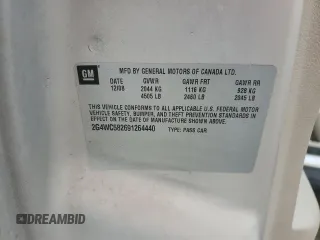 GM
MFD BY GENERAL MOTORS OF CANADA LTD.
DATE GVWR GAWR FRT GAWR RR
12/08 2044 KG 1116 KG 928 KG
4505 LB 2460 LB 2045 LB
THIS VEHICLE CONFORMS TO ALL APPLICABLE U.S. FEDERAL MOTOR
VEHICLE SAFETY, BUMPER, AND THEFT PREVENTION STANDARDS
IN EFFECT ON THE DATE OF MANUFACTURE SHOWN ABOVE.
2G4WC582691264440 TYPE: PASS CAR
DREAMBID